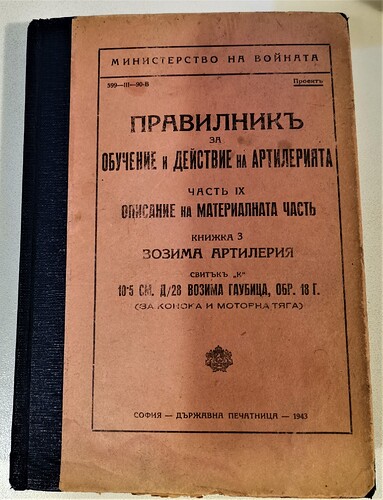 МИНИСТЕРСТВО НА ВОЙНАТА
599—III—90-В
Проектъ
ПРАВИЛНИКЪ
ЗА
ОБУЧЕНИЕ И ДЕЙСТВИЕ НА АРТИЛЕРИЯТА
ЧАСТЬ IX
ОПИСАНИЕ НА МАТЕРИАЛНАТА ЧАСТЬ
КНИЖКА 3
ВОЗИМА АРТИЛЕРИЯ
СВИТЪКЪ „К“
10·5 СМ. Д/28 ВОЗИМА ГАУБИЦА, ОБР. 18 Г.
(ЗА КОНСКА И МОТОРНА ТЯГА)
СОФИЯ — ДЪРЖАВНА ПЕЧАТНИЦА — 1943